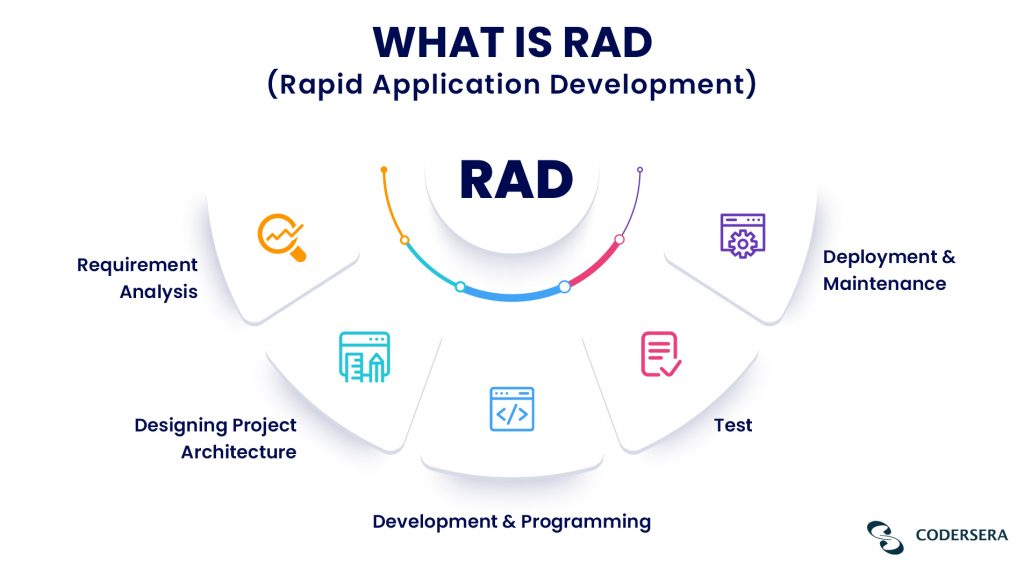 WHAT IS RAD
(Rapid Application Development)
RAD
Requirement
Analysis
Designing Project
Architecture
Development & Programming
Test
Deployment &
Maintenance
CODERSERA